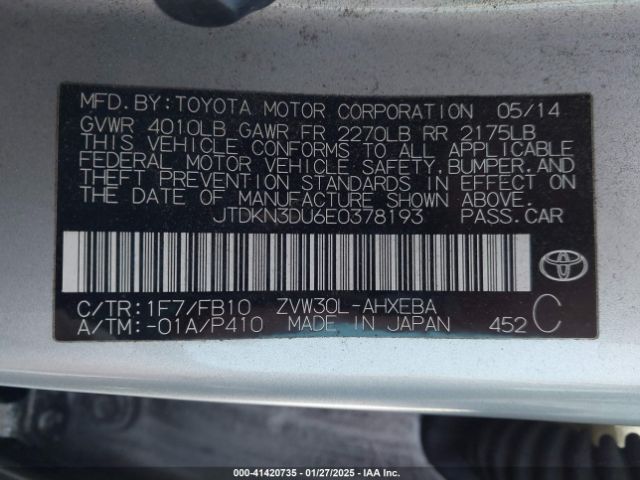 MFD. BY: TOYOTA MOTOR CORPORATION 05/14
GVWR 4010LB GAWR FR 2270LB RR 2175LB
THIS VEHICLE CONFORMS TO ALL APPLICABLE
FEDERAL MOTOR VEHICLE SAFETY, BUMPER, AND
THEFT PREVENTION STANDARDS IN EFFECT ON
THE DATE OF MANUFACTURE SHOWN ABOVE.
JTDKN3DU6E0378193 PASS.CAR
C/TR: 1F7/FB10 ZVW30L-AHXEBA
A/TM: -01A/P410 MADE IN JAPAN 452 C
000-41420735 - 01/27/2025 - IAA Inc.